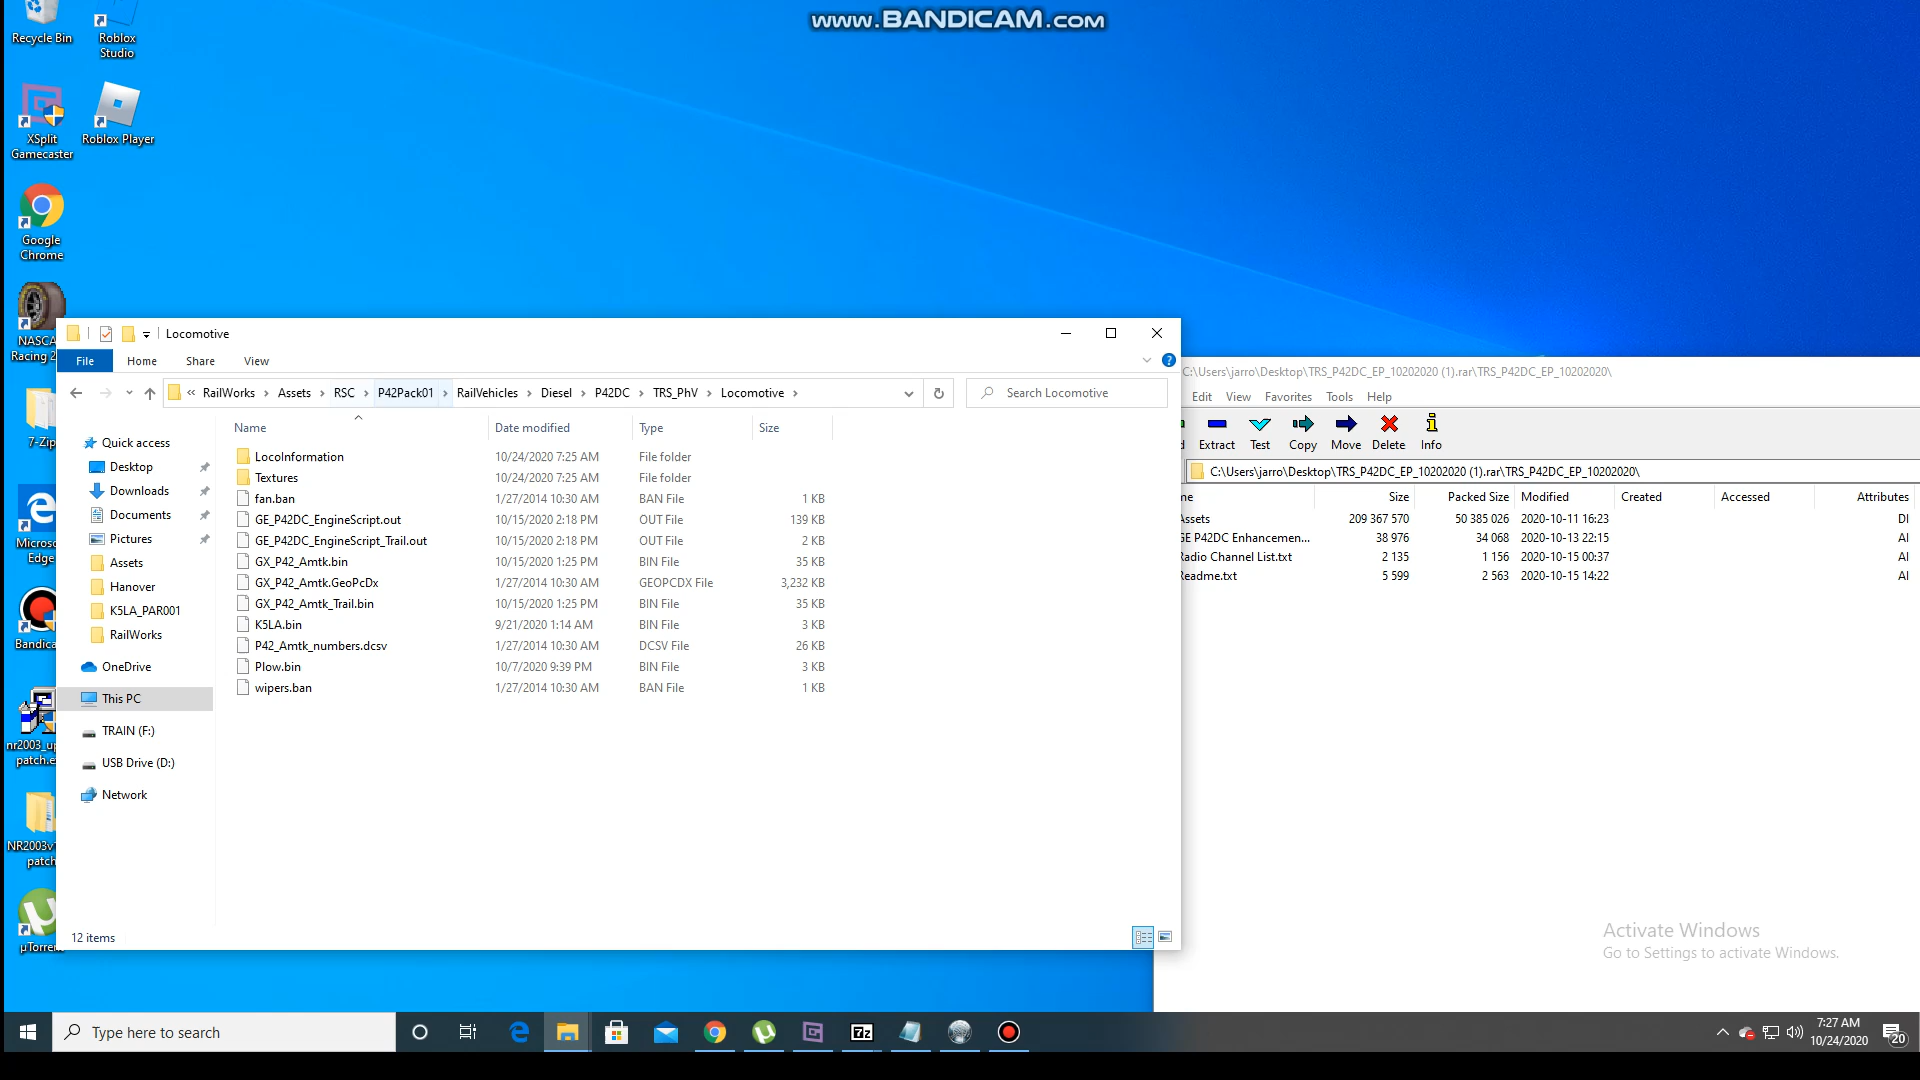 www.BANDICAM.com
Recycle Bin
Roblox
Studio
XSplit
Gamecaster
Roblox Player
Google
Chrome
NASCA
Racing 2
7-Zip
Microso
Edge
Bandica
nr2003_up
patch.e
NR2003v1
patch
µTorren
Locomotive
File
Home
Share
View
« RailWorks › Assets › RSC › P42Pack01 › RailVehicles › Diesel › P42DC › TRS_PhV › Locomotive ›
Search Locomotive
Name Date modified Type Size
Quick access
Desktop
Downloads
Documents
Pictures
Assets
Hanover
K5LA_PAR001
RailWorks
OneDrive
This PC
TRAIN (F:)
USB Drive (D:)
Network
LocoInformation 10/24/2020 7:25 AM File folder
Textures 10/24/2020 7:25 AM File folder
fan.ban 1/27/2014 10:30 AM BAN File 1 KB
GE_P42DC_EngineScript.out 10/15/2020 2:18 PM OUT File 139 KB
GE_P42DC_EngineScript_Trail.out 10/15/2020 2:18 PM OUT File 2 KB
GX_P42_Amtk.bin 10/15/2020 1:25 PM BIN File 35 KB
GX_P42_Amtk.GeoPcDx 1/27/2014 10:30 AM GEOPCDX File 3,232 KB
GX_P42_Amtk_Trail.bin 10/15/2020 1:25 PM BIN File 35 KB
K5LA.bin 9/21/2020 1:14 AM BIN File 3 KB
P42_Amtk_numbers.dcsv 1/27/2014 10:30 AM DCSV File 26 KB
Plow.bin 10/7/2020 9:39 PM BIN File 3 KB
wipers.ban 1/27/2014 10:30 AM BAN File 1 KB
12 items
C:\Users\jarro\Desktop\TRS_P42DC_EP_10202020 (1).rar\TRS_P42DC_EP_10202020\
Edit View Favorites Tools Help
Extract Test Copy Move Delete Info
C:\Users\jarro\Desktop\TRS_P42DC_EP_10202020 (1).rar\TRS_P42DC_EP_10202020\
me Size Packed Size Modified Created Accessed Attributes
Assets 209 367 570 50 385 026 2020-10-11 16:23 DI
GE P42DC Enhancemen... 38 976 34 068 2020-10-13 22:15 AI
Radio Channel List.txt 2 135 1 156 2020-10-15 00:37 AI
Readme.txt 5 599 2 563 2020-10-15 14:22 AI
Activate Windows
Go to Settings to activate Windows.
Type here to search
7z
7:27 AM
10/24/2020
20